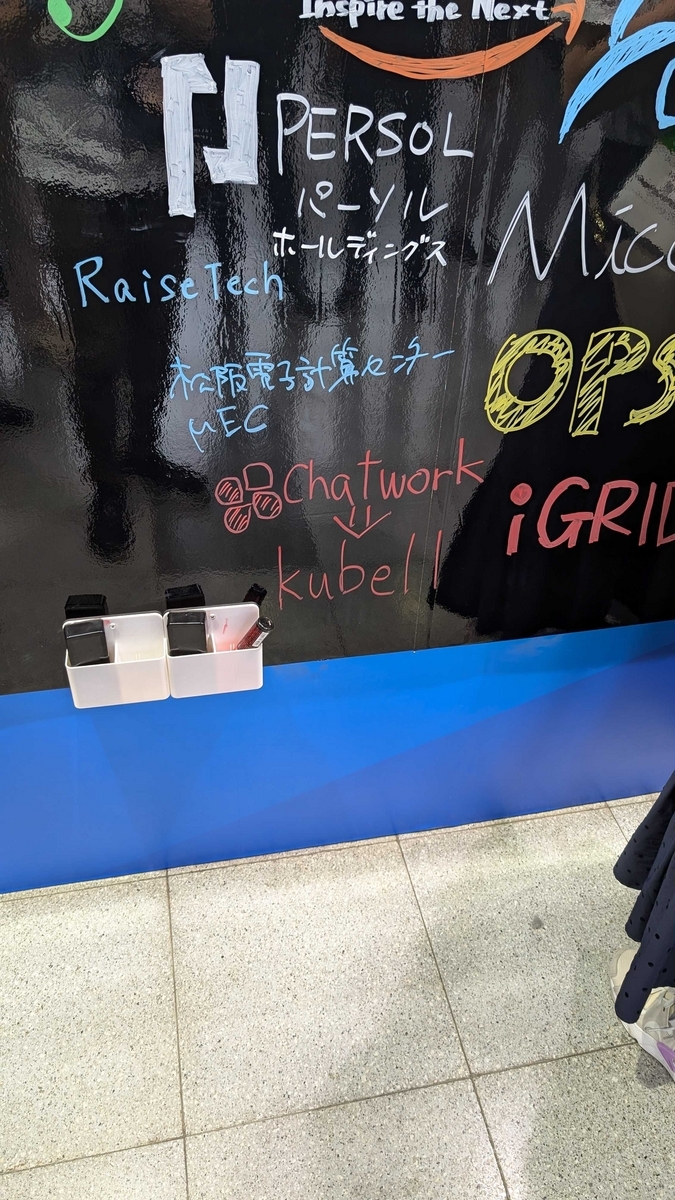 Inspire the Next
PERSOL
パーソル
ホールディングス
RaiseTech
松阪電子計算センター
μEC
Chatwork
⇓
kubell
Mic
OPS
iGRID